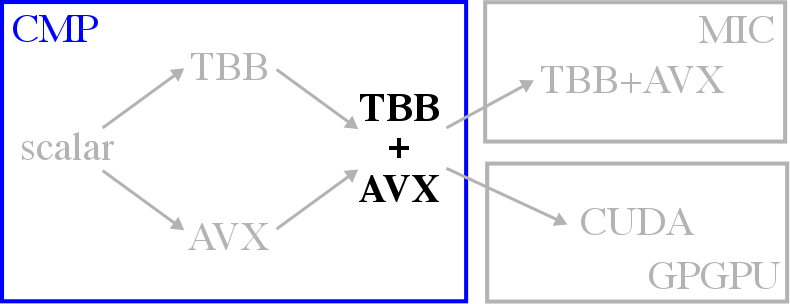 CMP
TBB
scalar
AVX
TBB
+
AVX
MIC
TBB+AVX
CUDA
GPGPU